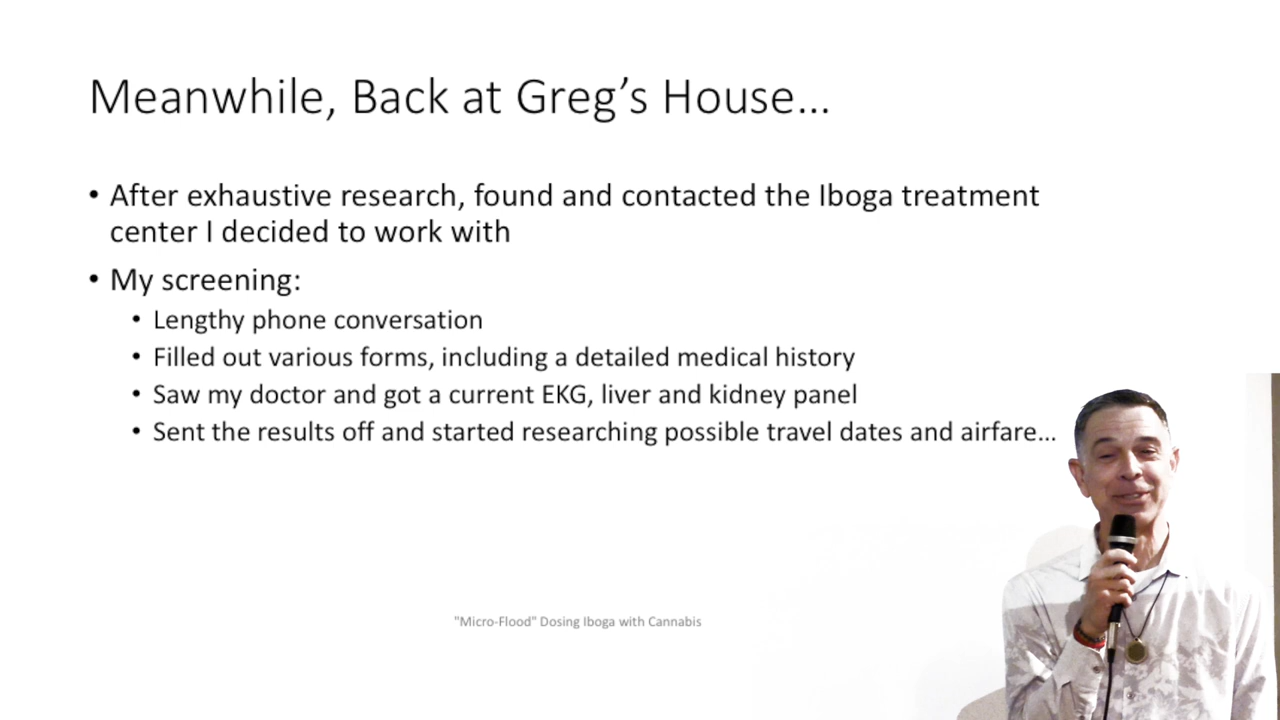 Meanwhile, Back at Greg’s House…
• After exhaustive research, found and contacted the Iboga treatment
center I decided to work with
• My screening:
• Lengthy phone conversation
• Filled out various forms, including a detailed medical history
• Saw my doctor and got a current EKG, liver and kidney panel
• Sent the results off and started researching possible travel dates and airfare…
"Micro-Flood" Dosing Iboga with Cannabis